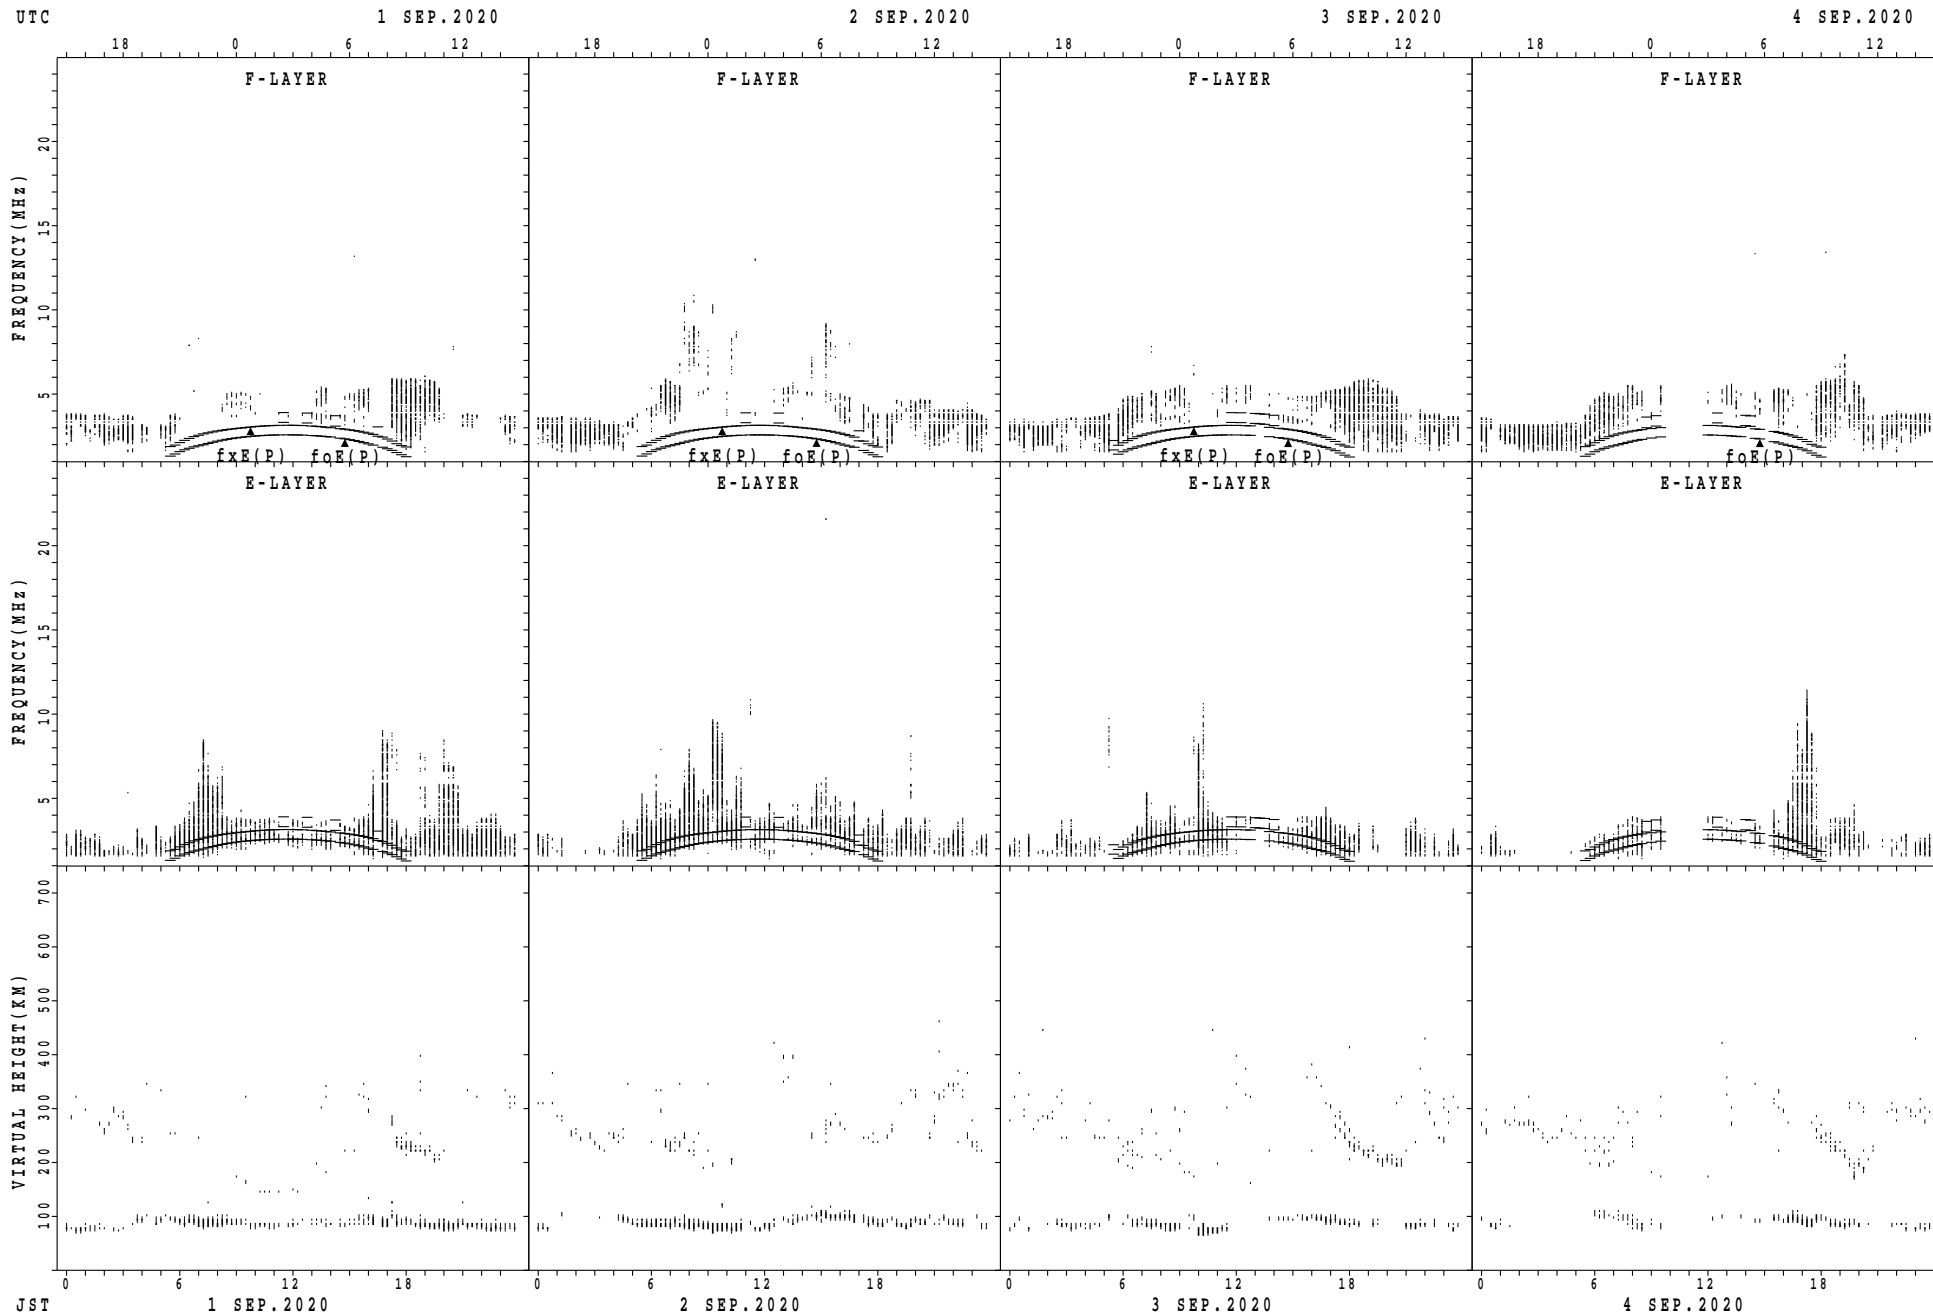 UTC 1 SEP.2020 2 SEP.2020 3 SEP.2020 4 SEP.2020
18 0 6 12 18 0 6 12 18 0 6 12 18 0 6 12
F-LAYER F-LAYER F-LAYER F-LAYER
FREQUENCY(MHz)
20
15
10
5
fxE(P) foE(P) fxE(P) foE(P) fxE(P) foE(P) foE(P)
E-LAYER E-LAYER E-LAYER E-LAYER
FREQUENCY(MHz)
20
15
10
5
VIRTUAL HEIGHT(KM)
700
600
500
400
300
200
100
0 6 12 18 0 6 12 18 0 6 12 18 0 6 12 18
JST 1 SEP.2020 2 SEP.2020 3 SEP.2020 4 SEP.2020